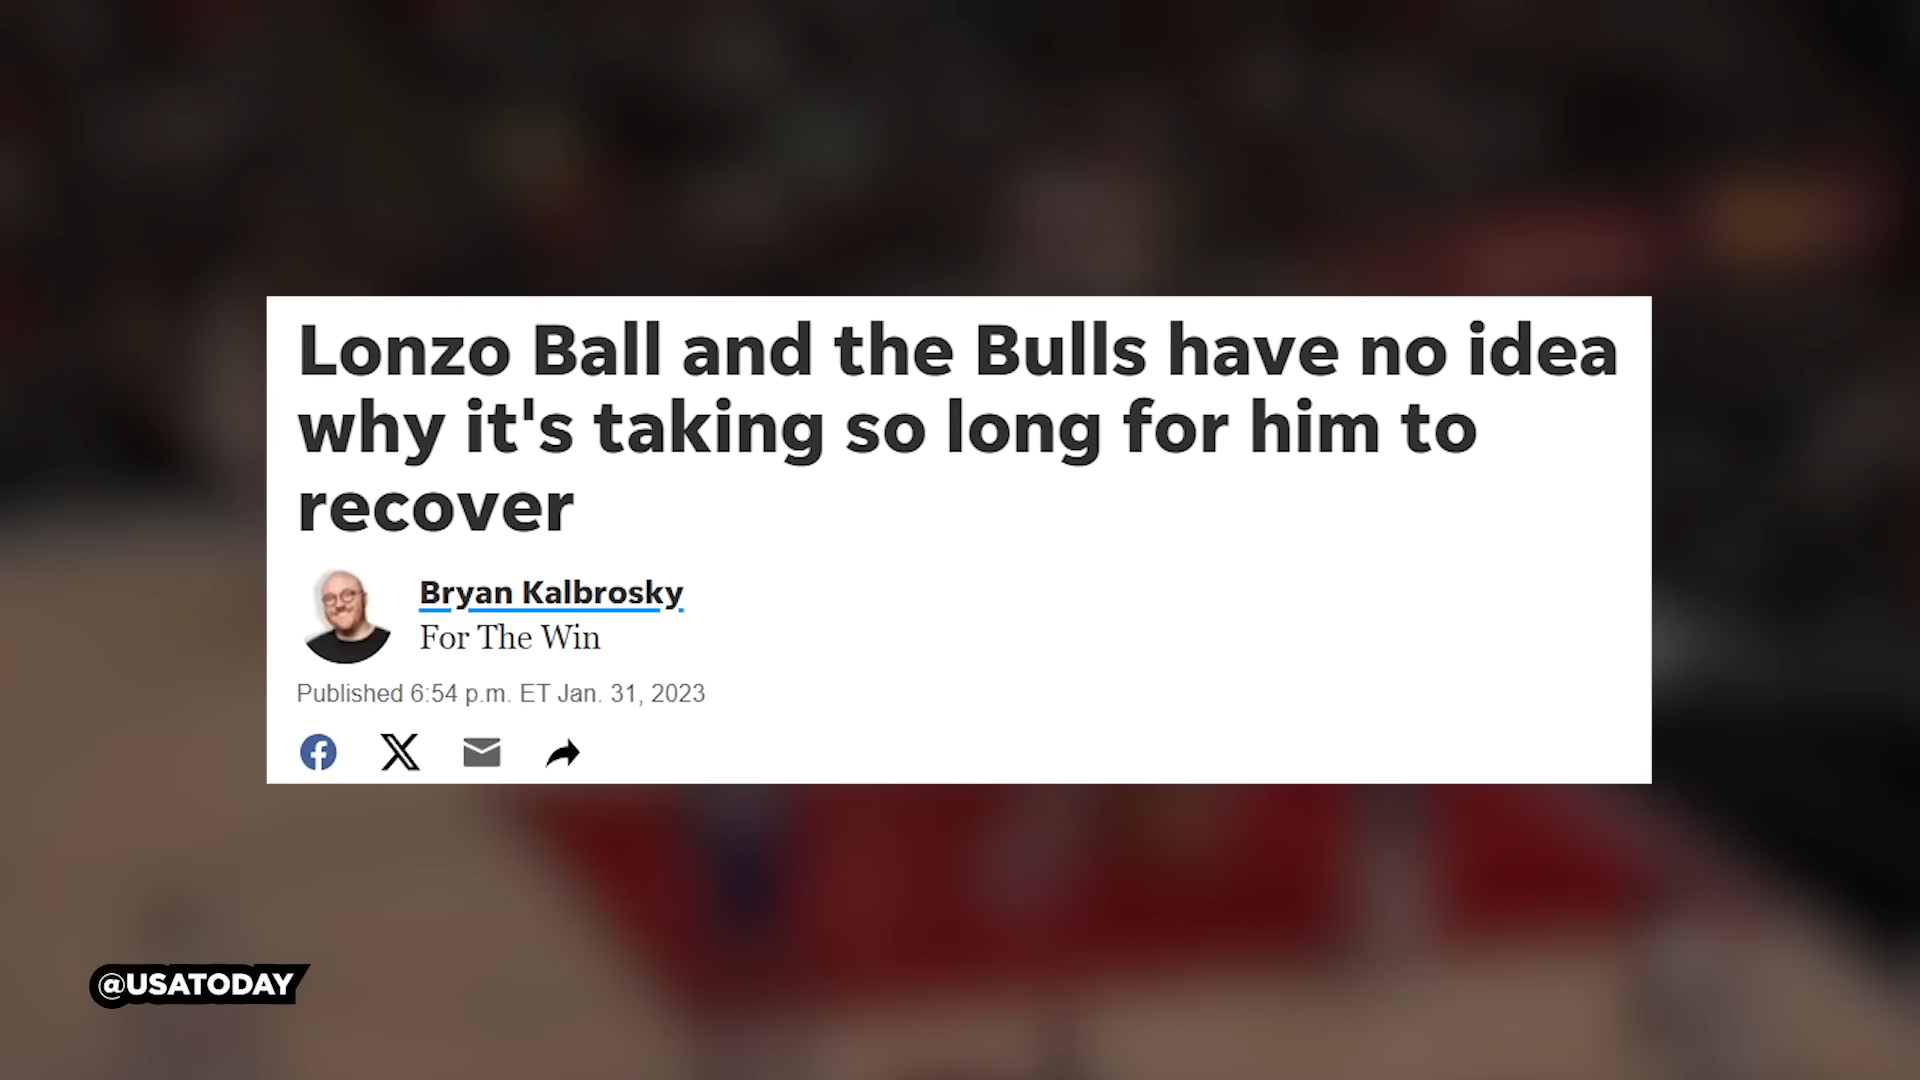 Lonzo Ball and the Bulls have no idea
why it's taking so long for him to
recover
Bryan Kalbrosky
For The Win
Published 6:54 p.m. ET Jan. 31, 2023
@USATODAY